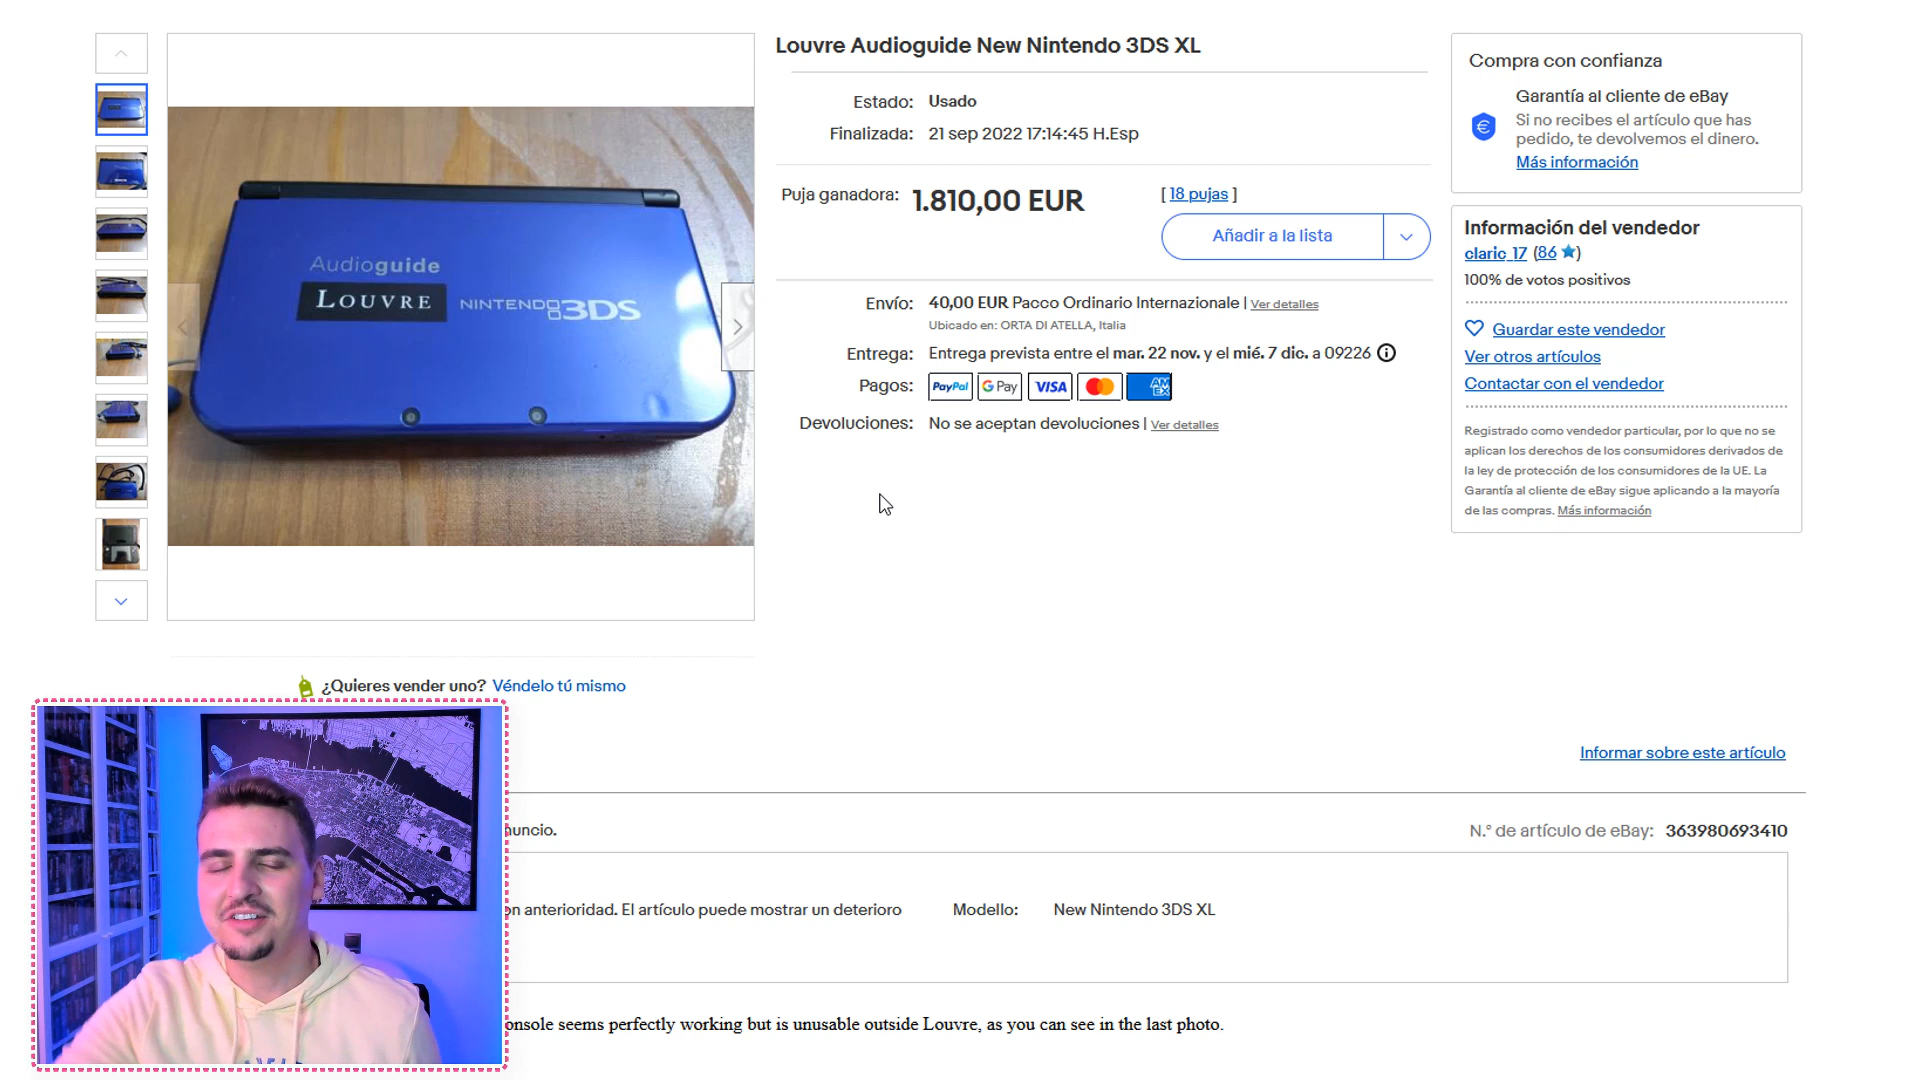 Louvre Audioguide New Nintendo 3DS XL
Estado: Usado
Finalizada: 21 sep 2022 17:14:45 H.Esp
Puja ganadora: 1.810,00 EUR [ 18 pujas ]
Añadir a la lista
Envío: 40,00 EUR Pacco Ordinario Internazionale | Ver detalles
Ubicado en: ORTA DI ATELLA, Italia
Entrega: Entrega prevista entre el mar. 22 nov. y el mié. 7 dic. a 09226
Pagos: PayPal G Pay VISA AMEX
Devoluciones: No se aceptan devoluciones | Ver detalles
Audioguide
LOUVRE NINTENDO 3DS
Compra con confianza
Garantía al cliente de eBay
Si no recibes el artículo que has
pedido, te devolvemos el dinero.
Más información
Información del vendedor
claric_17 (86)
100% de votos positivos
Guardar este vendedor
Ver otros artículos
Contactar con el vendedor
Registrado como vendedor particular, por lo que no se
aplican los derechos de los consumidores derivados de
la ley de protección de los consumidores de la UE. La
Garantía al cliente de eBay sigue aplicando a la mayoría
de las compras. Más información
¿Quieres vender uno? Véndelo tú mismo
Informar sobre este artículo
nuncio.
N.° de artículo de eBay: 363980693410
on anterioridad. El artículo puede mostrar un deterioro
Modello: New Nintendo 3DS XL
onsole seems perfectly working but is unusable outside Louvre, as you can see in the last photo.